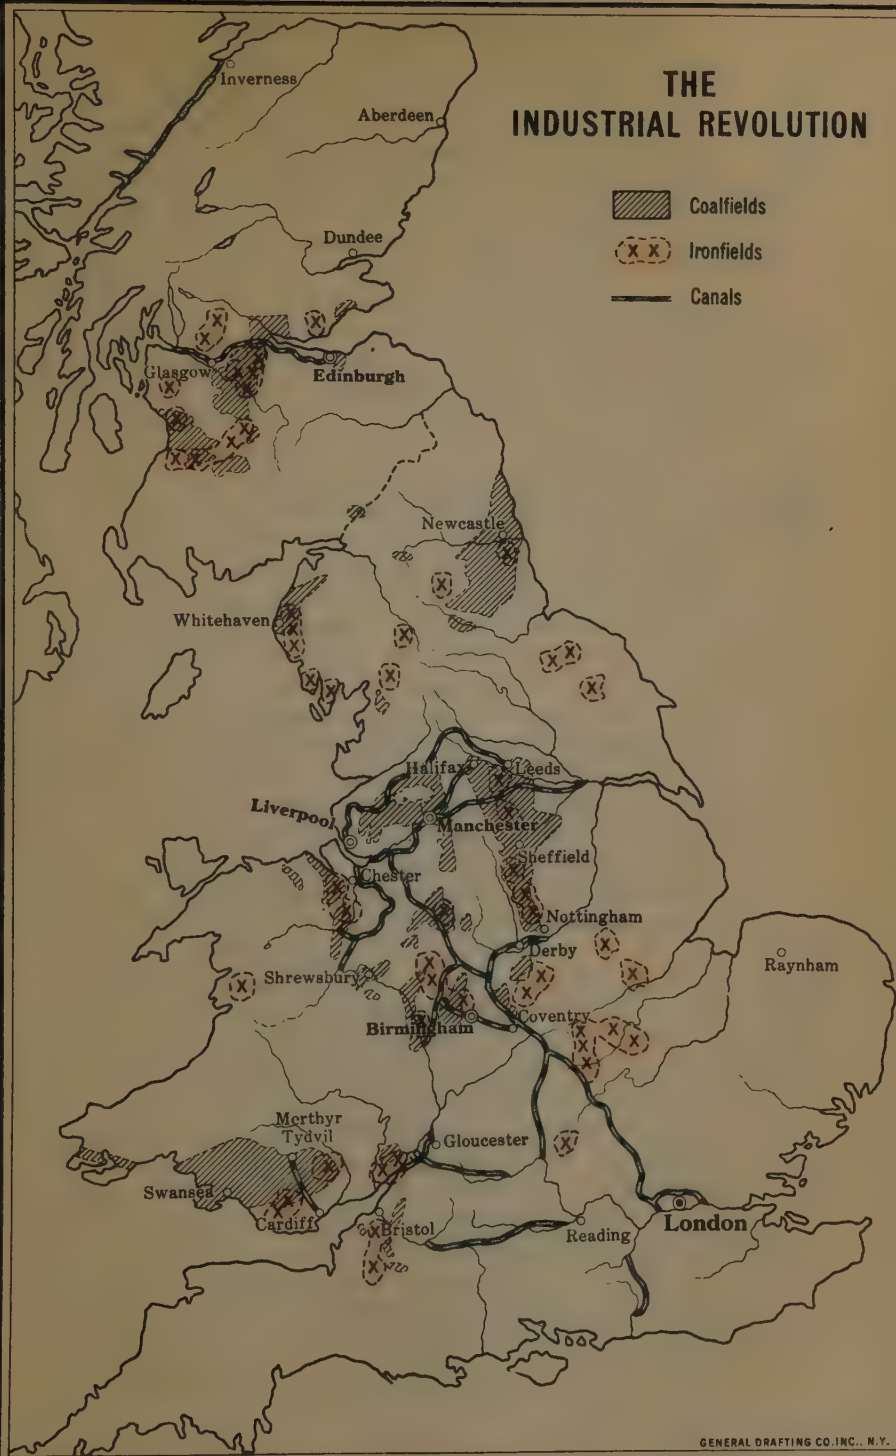 THE
INDUSTRIAL REVOLUTION
Coalfields
X X Ironfields
Canals
Inverness
Aberdeen
Dundee
Glasgow
Edinburgh
Newcastle
Whitehaven
Halifax
Leeds
Liverpool
Manchester
Sheffield
Chester
Nottingham
Derby
Raynham
Shrewsbury
Coventry
Birmingham
Merthyr
Tydvil
Gloucester
Swansea
Cardiff
Bristol
Reading
London
GENERAL DRAFTING CO. INC., N.Y.